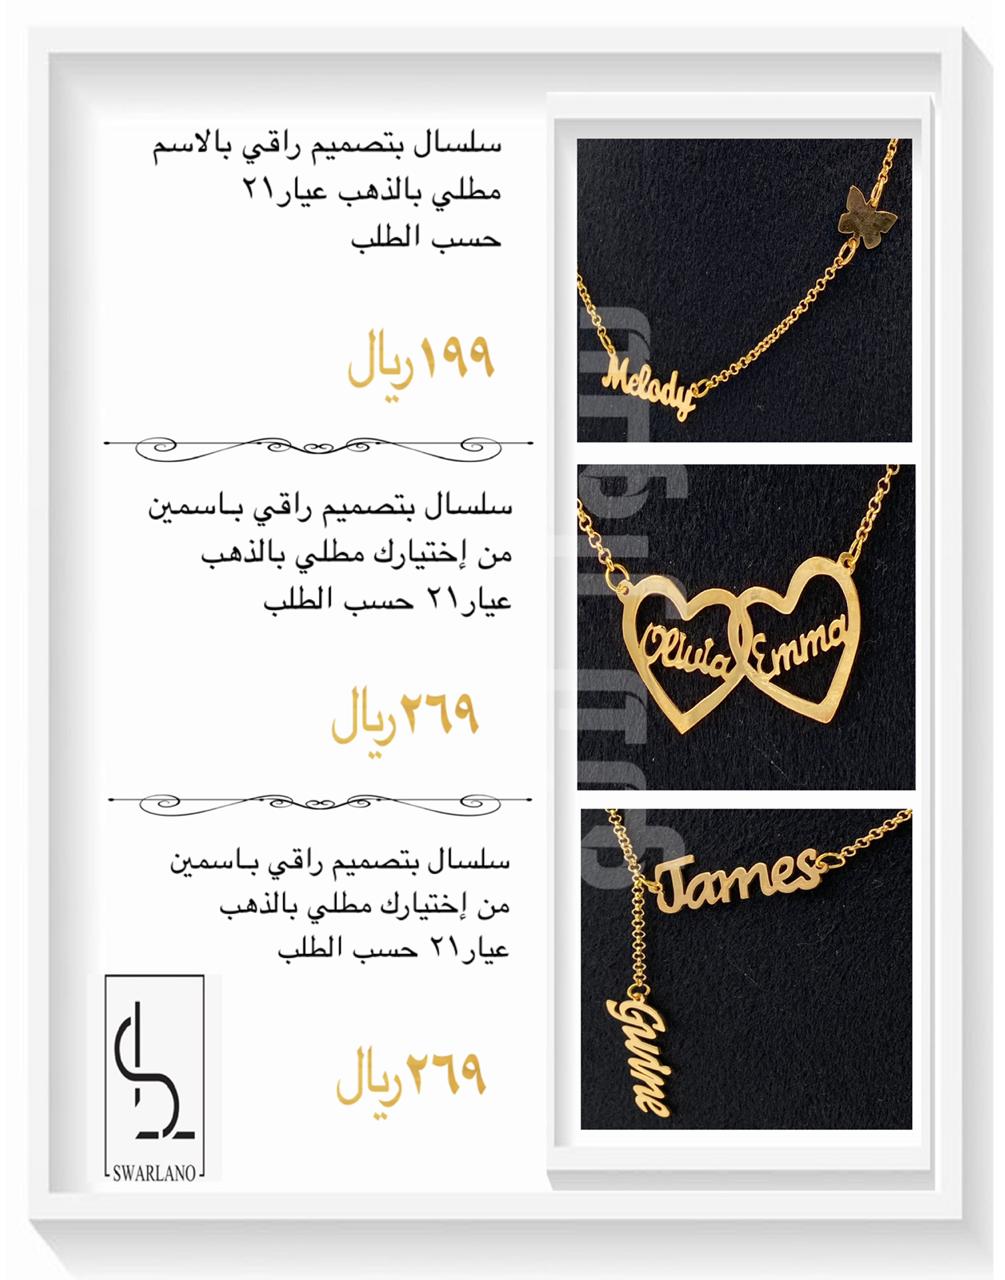 سلسال بتصميم راقي بالاسم
مطلي بالذهب عيار٢١
حسب الطلب
١٩٩ريال
Melody
سلسال بتصميم راقي باسمين
من إختيارك مطلي بالذهب
عيار٢١ حسب الطلب
٢٦٩ريال
Olivia Emma
سلسال بتصميم راقي باسمين
من إختيارك مطلي بالذهب
عيار٢١ حسب الطلب
٢٦٩ريال
James
SWARLANO